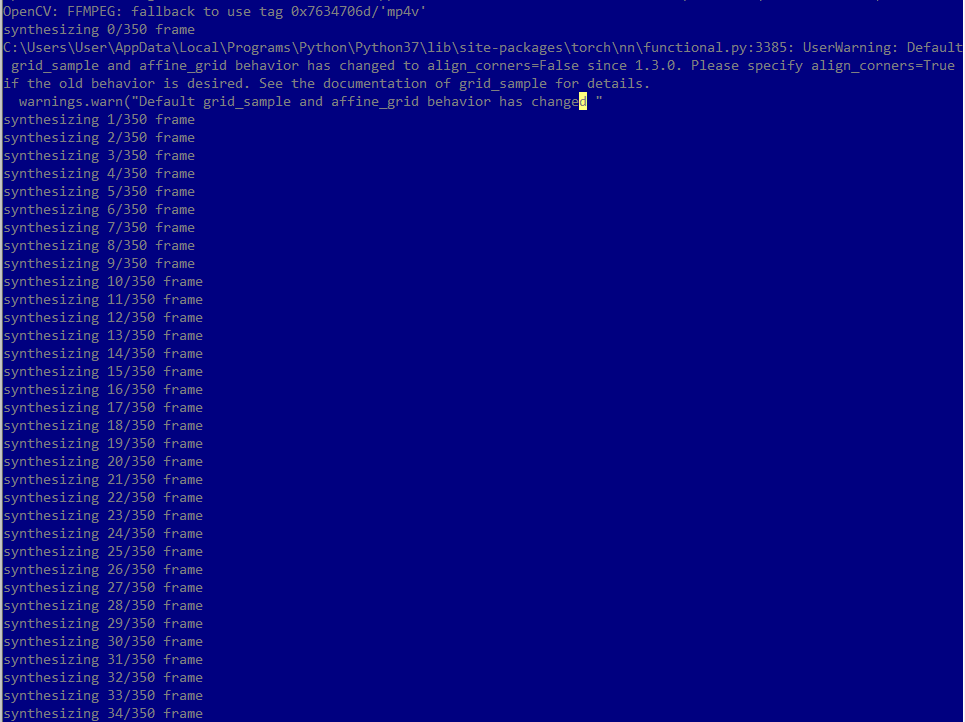 OpenCV: FFMPEG: fallback to use tag 0x7634706d/'mp4v'
synthesizing 0/350 frame
C:\Users\User\AppData\Local\Programs\Python\Python37\lib\site-packages\torch\nn\functional.py:3385: UserWarning: Default
grid_sample and affine_grid behavior has changed to align_corners=False since 1.3.0. Please specify align_corners=True
if the old behavior is desired. See the documentation of grid_sample for details.
warnings.warn("Default grid_sample and affine_grid behavior has changed "
synthesizing 1/350 frame
synthesizing 2/350 frame
synthesizing 3/350 frame
synthesizing 4/350 frame
synthesizing 5/350 frame
synthesizing 6/350 frame
synthesizing 7/350 frame
synthesizing 8/350 frame
synthesizing 9/350 frame
synthesizing 10/350 frame
synthesizing 11/350 frame
synthesizing 12/350 frame
synthesizing 13/350 frame
synthesizing 14/350 frame
synthesizing 15/350 frame
synthesizing 16/350 frame
synthesizing 17/350 frame
synthesizing 18/350 frame
synthesizing 19/350 frame
synthesizing 20/350 frame
synthesizing 21/350 frame
synthesizing 22/350 frame
synthesizing 23/350 frame
synthesizing 24/350 frame
synthesizing 25/350 frame
synthesizing 26/350 frame
synthesizing 27/350 frame
synthesizing 28/350 frame
synthesizing 29/350 frame
synthesizing 30/350 frame
synthesizing 31/350 frame
synthesizing 32/350 frame
synthesizing 33/350 frame
synthesizing 34/350 frame